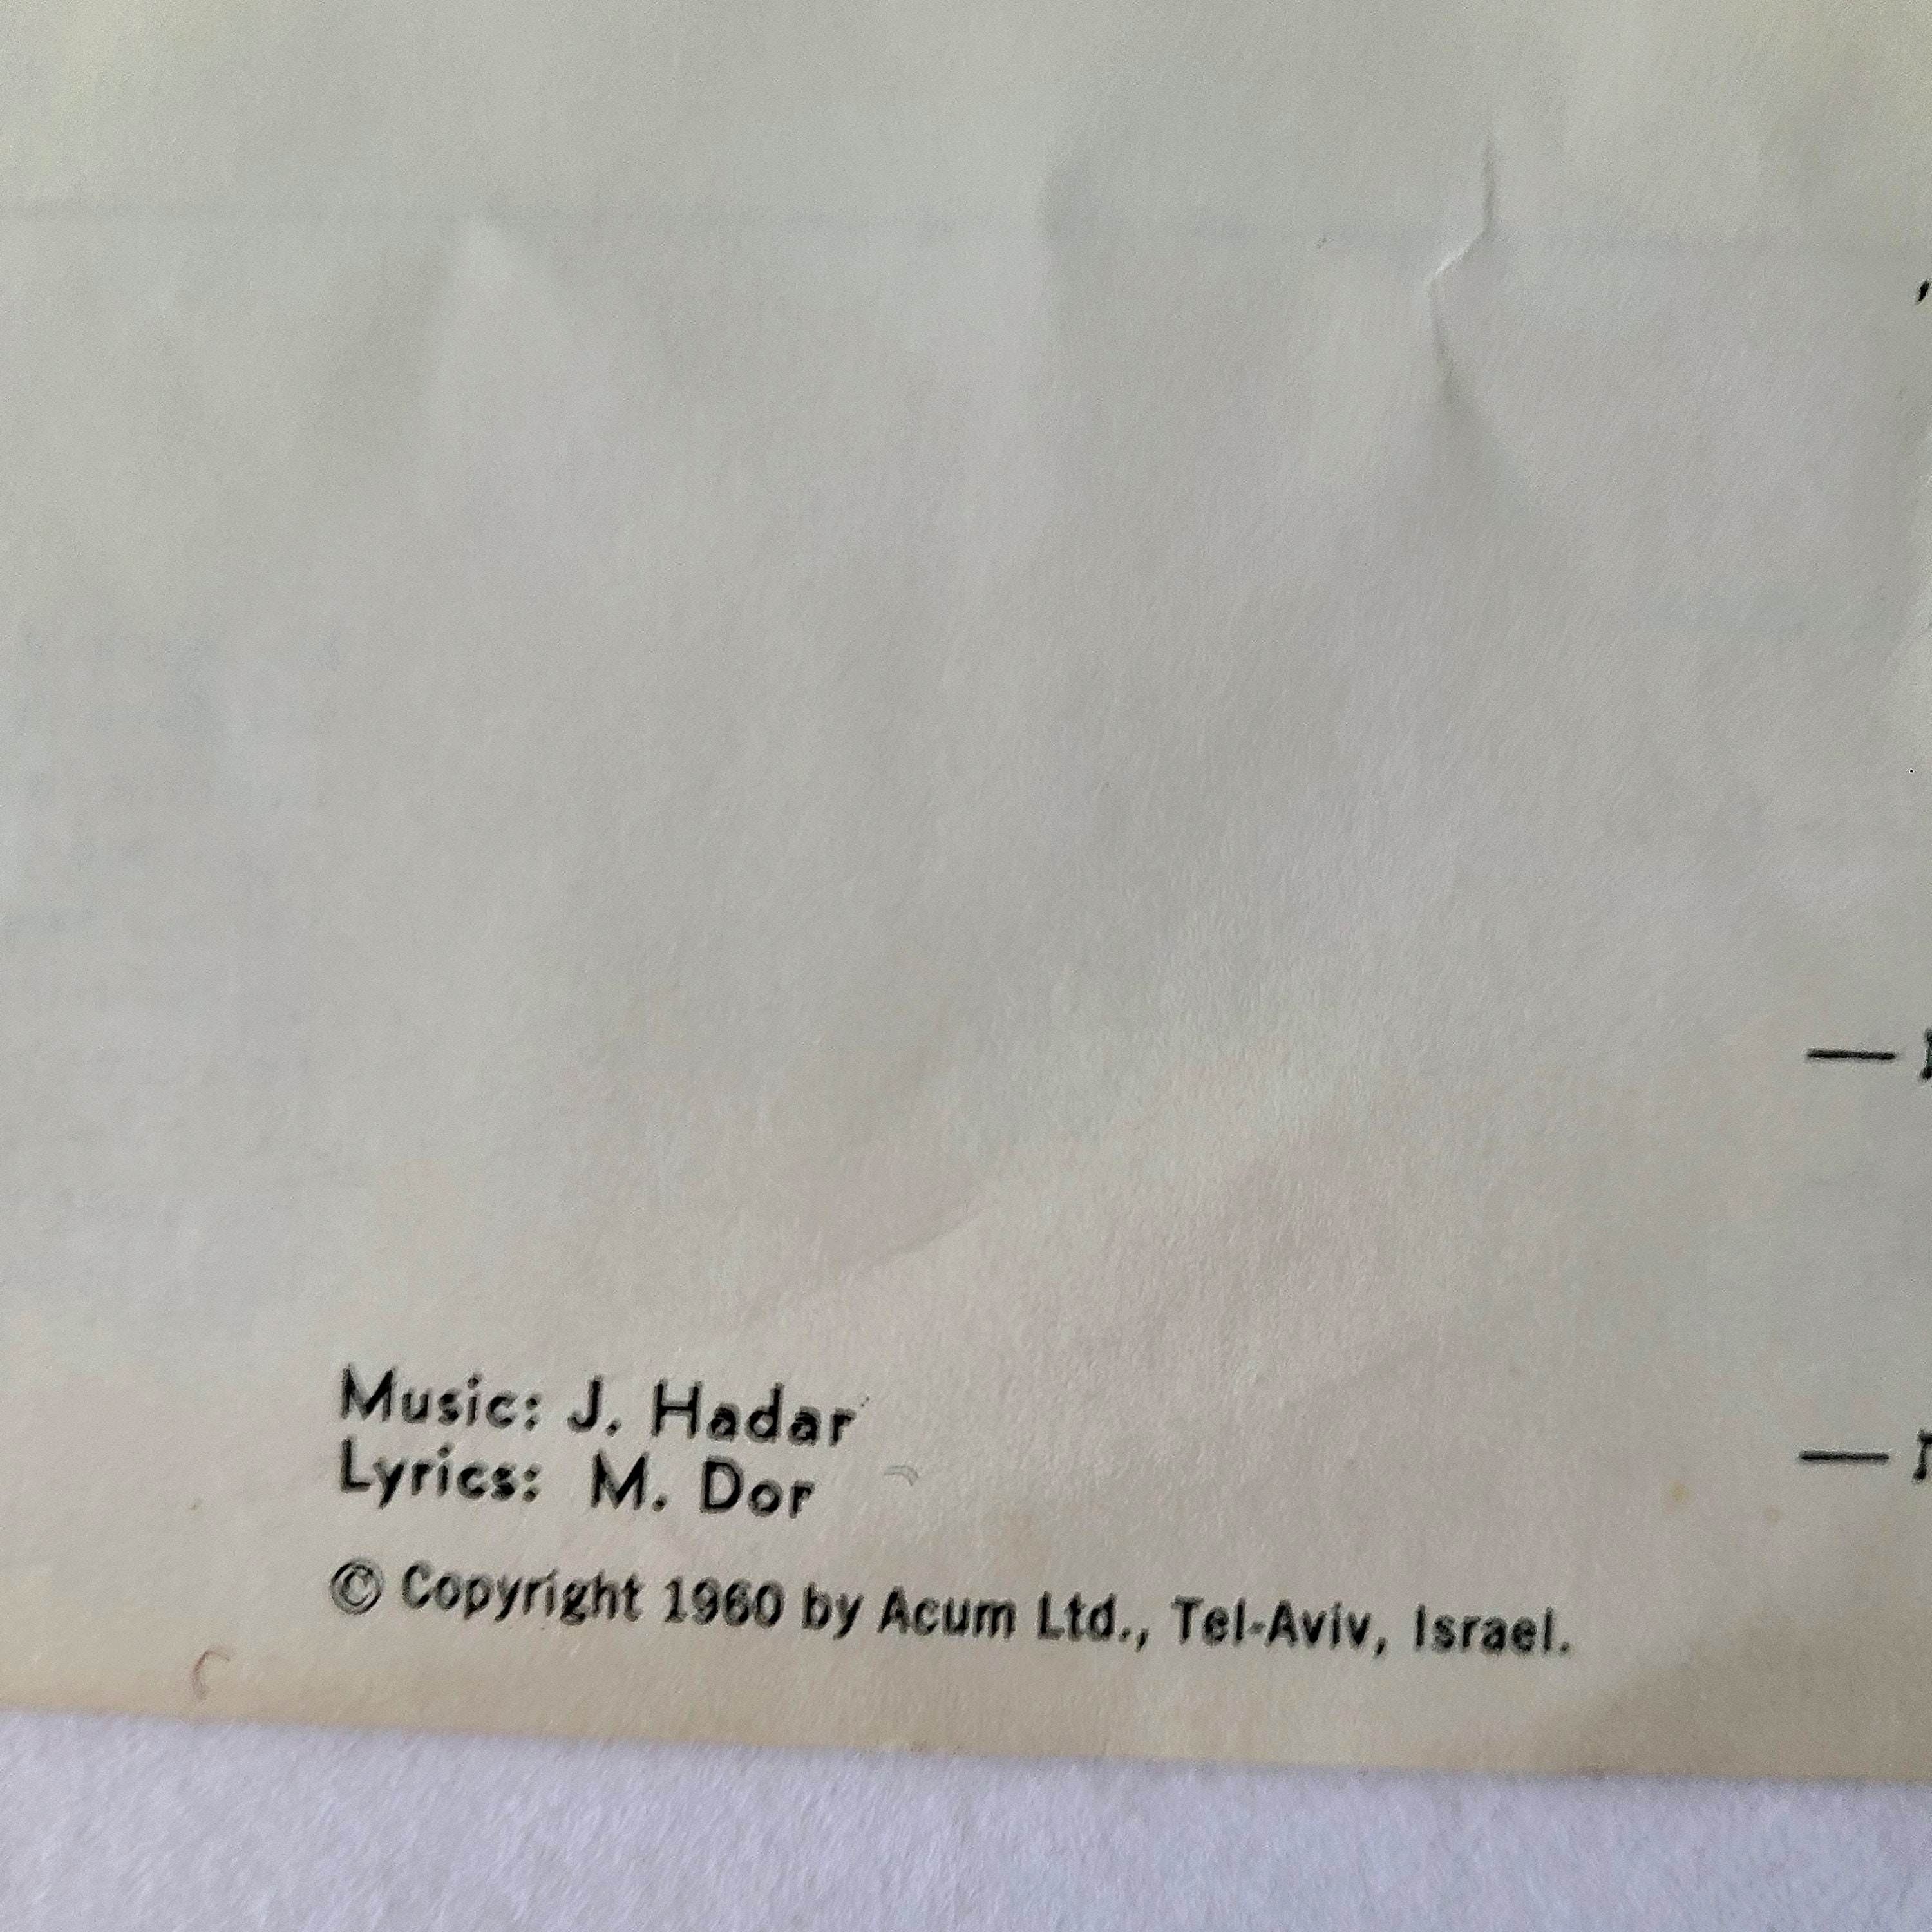 Music: J. Hadar
Lyrics: M. Dor
© Copyright 1960 by Acum Ltd., Tel-Aviv, Israel.